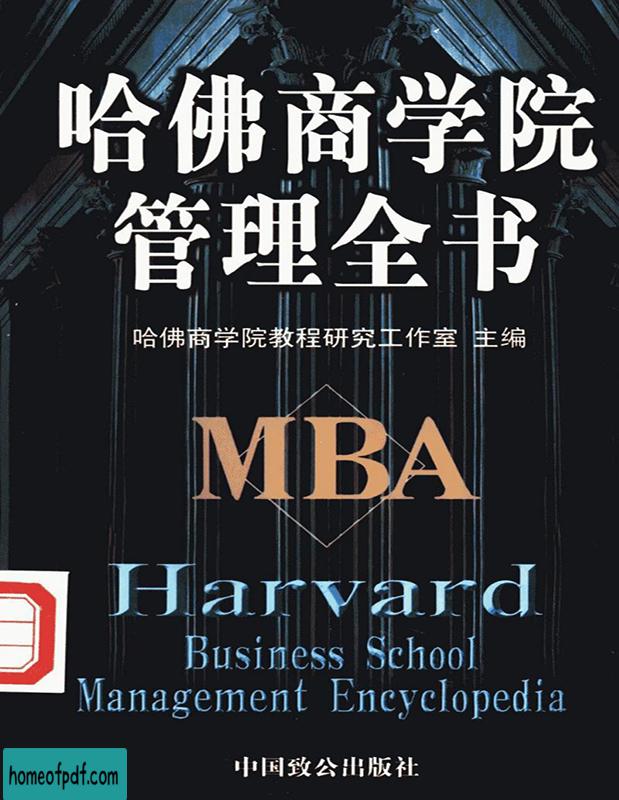 哈佛商学院
管理全书
哈佛商学院教程研究工作室 主编
MBA
Harvard
Business School
Management Encyclopedia
中国致公出版社
homeofpdf.com